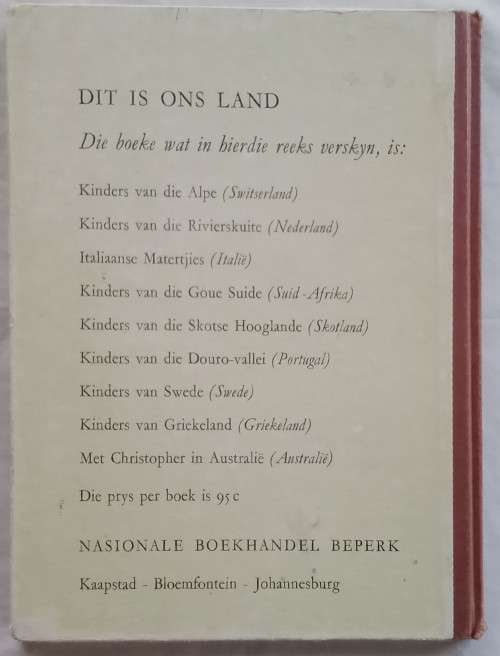 DIT IS ONS LAND
Die boeke wat in hierdie reeks verskyn, is:
Kinders van die Alpe (Switserland)
Kinders van die Rivierskuite (Nederland)
Italiaanse Matertjies (Italië)
Kinders van die Goue Suide (Suid-Afrika)
Kinders van die Skotse Hooglande (Skotland)
Kinders van die Douro-vallei (Portugal)
Kinders van Swede (Swede)
Kinders van Griekeland (Griekeland)
Met Christopher in Australië (Australië)
Die prys per boek is 95 c
NASIONALE BOEKHANDEL BEPERK
Kaapstad - Bloemfontein - Johannesburg